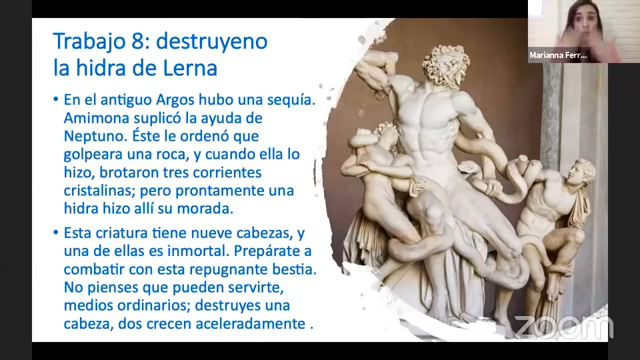 Trabajo 8: destruyeno
la hidra de Lerna
• En el antiguo Argos hubo una sequía.
Amimona suplicó la ayuda de
Neptuno. Éste le ordenó que
golpeara una roca, y cuando ella lo
hizo, brotaron tres corrientes
cristalinas; pero prontamente una
hidra hizo allí su morada.
• Esta criatura tiene nueve cabezas, y
una de ellas es inmortal. Prepárate a
combatir con esta repugnante bestia.
No pienses que pueden servirte,
medios ordinarios; destruyes una
cabeza, dos crecen aceleradamente .
Marianna Ferr...
zoom